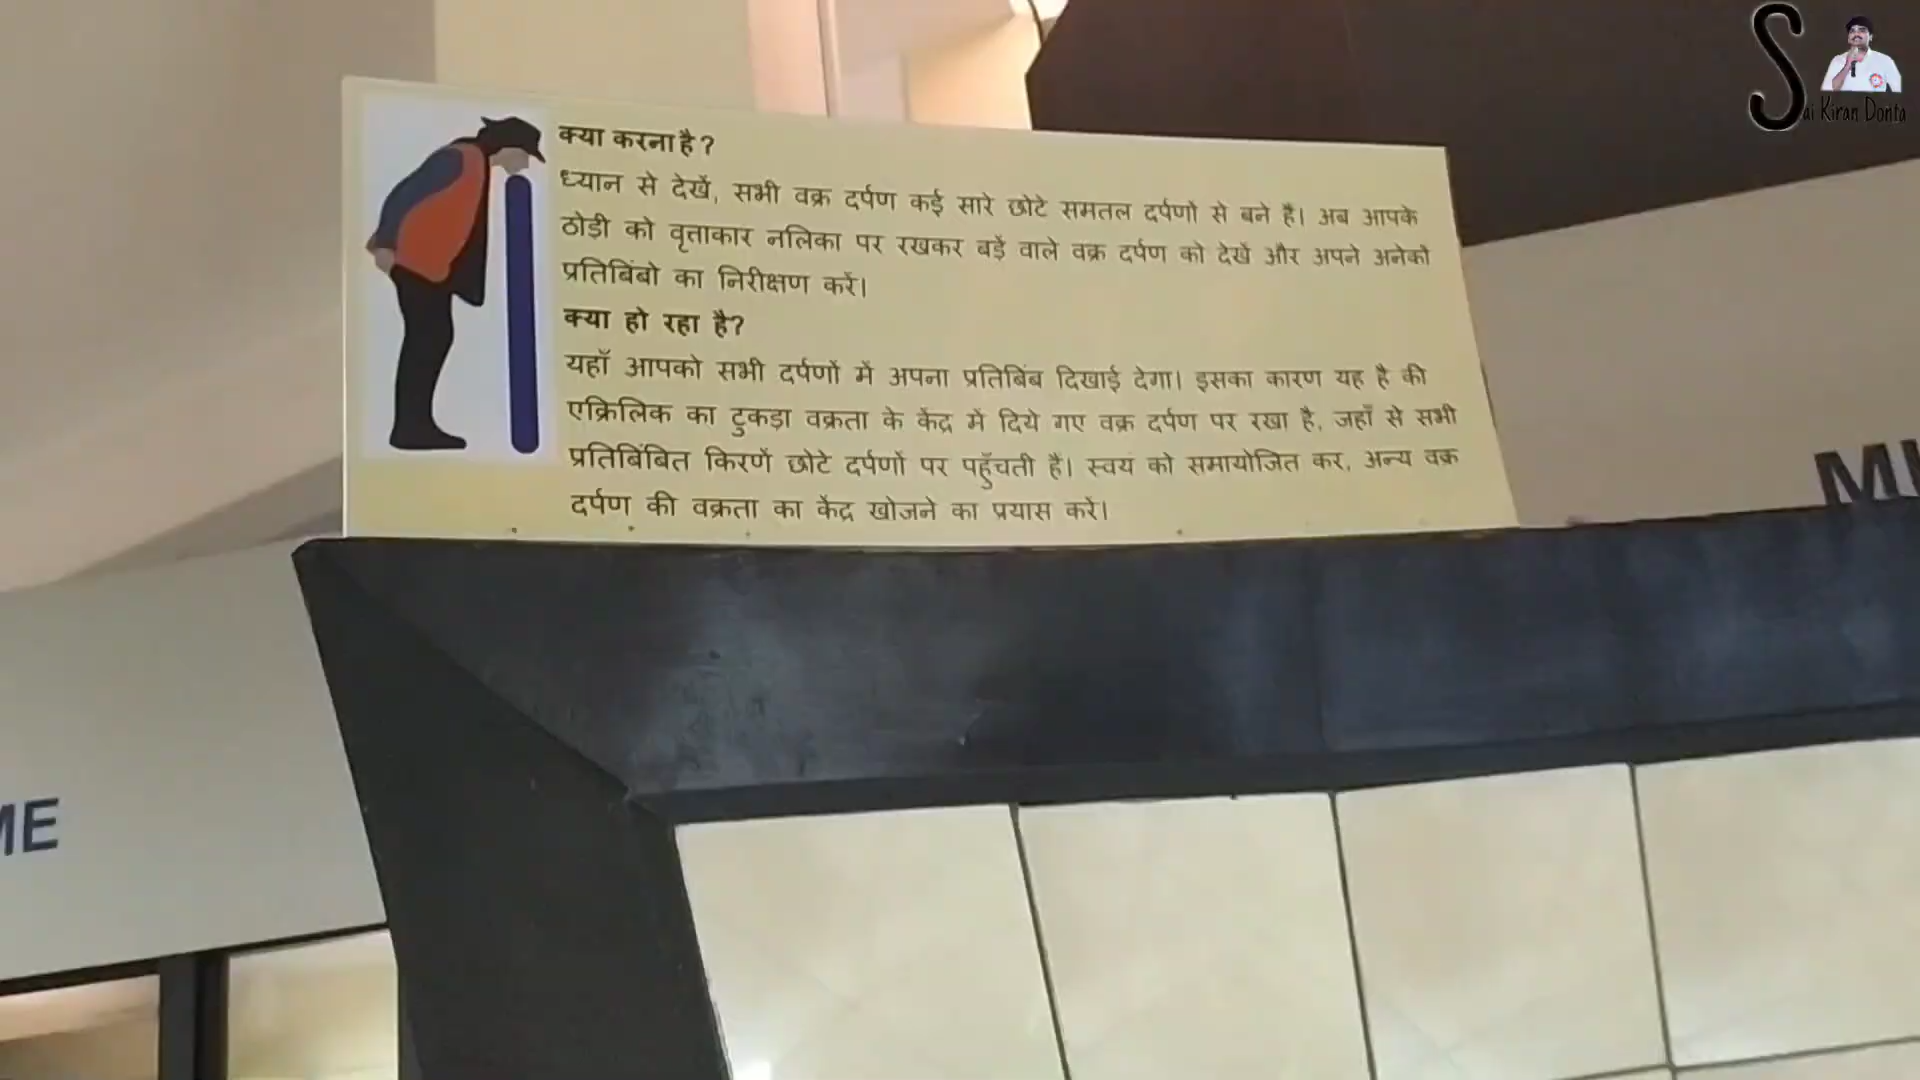 क्या करना है ?
ध्यान से देखें, सभी वक्र दर्पण कई सारे छोटे समतल दर्पणों से बने है। अब आपके
ठोड़ी को वृत्ताकार नलिका पर रखकर बड़ें वाले वक्र दर्पण को देखें और अपने अनेकों
प्रतिबिंबो का निरीक्षण करें।
क्या हो रहा है?
यहाँ आपको सभी दर्पणों में अपना प्रतिबिंब दिखाई देगा। इसका कारण यह है की
एक्रिलिक का टुकड़ा वक्रता के केंद्र में दिये गए वक्र दर्पण पर रखा है, जहाँ से सभी
प्रतिबिंबित किरणें छोटे दर्पणों पर पहुँचती हैं। स्वयं को समायोजित कर, अन्य वक्र
दर्पण की वक्रता का केंद्र खोजने का प्रयास करें।
Sai Kiran Donta